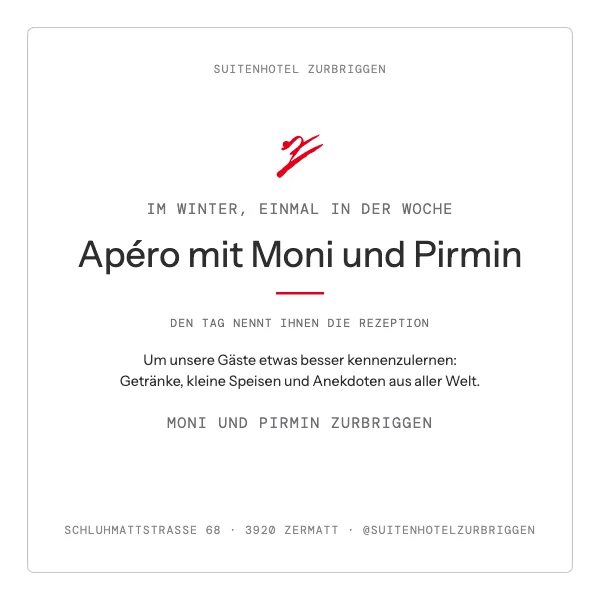 SUITENHOTEL ZURBRIGGEN
IM WINTER, EINMAL IN DER WOCHE
Apéro mit Moni und Pirmin
DEN TAG NENNT IHNEN DIE REZEPTION
Um unsere Gäste etwas besser kennenzulernen:
Getränke, kleine Speisen und Anekdoten aus aller Welt.
MONI UND PIRMIN ZURBRIGGEN
SCHLUHMATTSTRASSE 68 · 3920 ZERMATT · @SUITENHOTELZURBRIGGEN